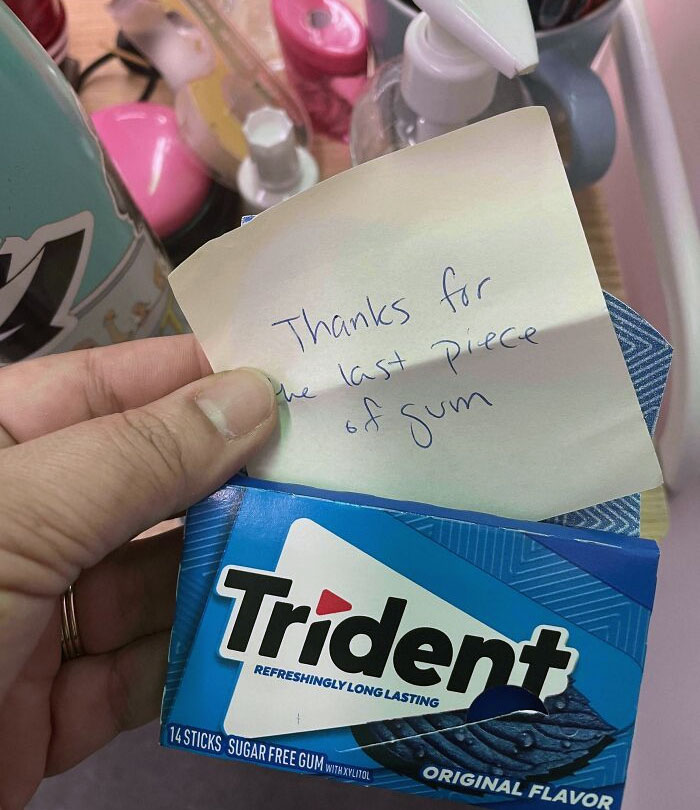 Thanks for
the last piece
of gum
Trident
REFRESHINGLY LONG LASTING
14 STICKS SUGAR FREE GUM WITH XYLITOL
ORIGINAL FLAVOR